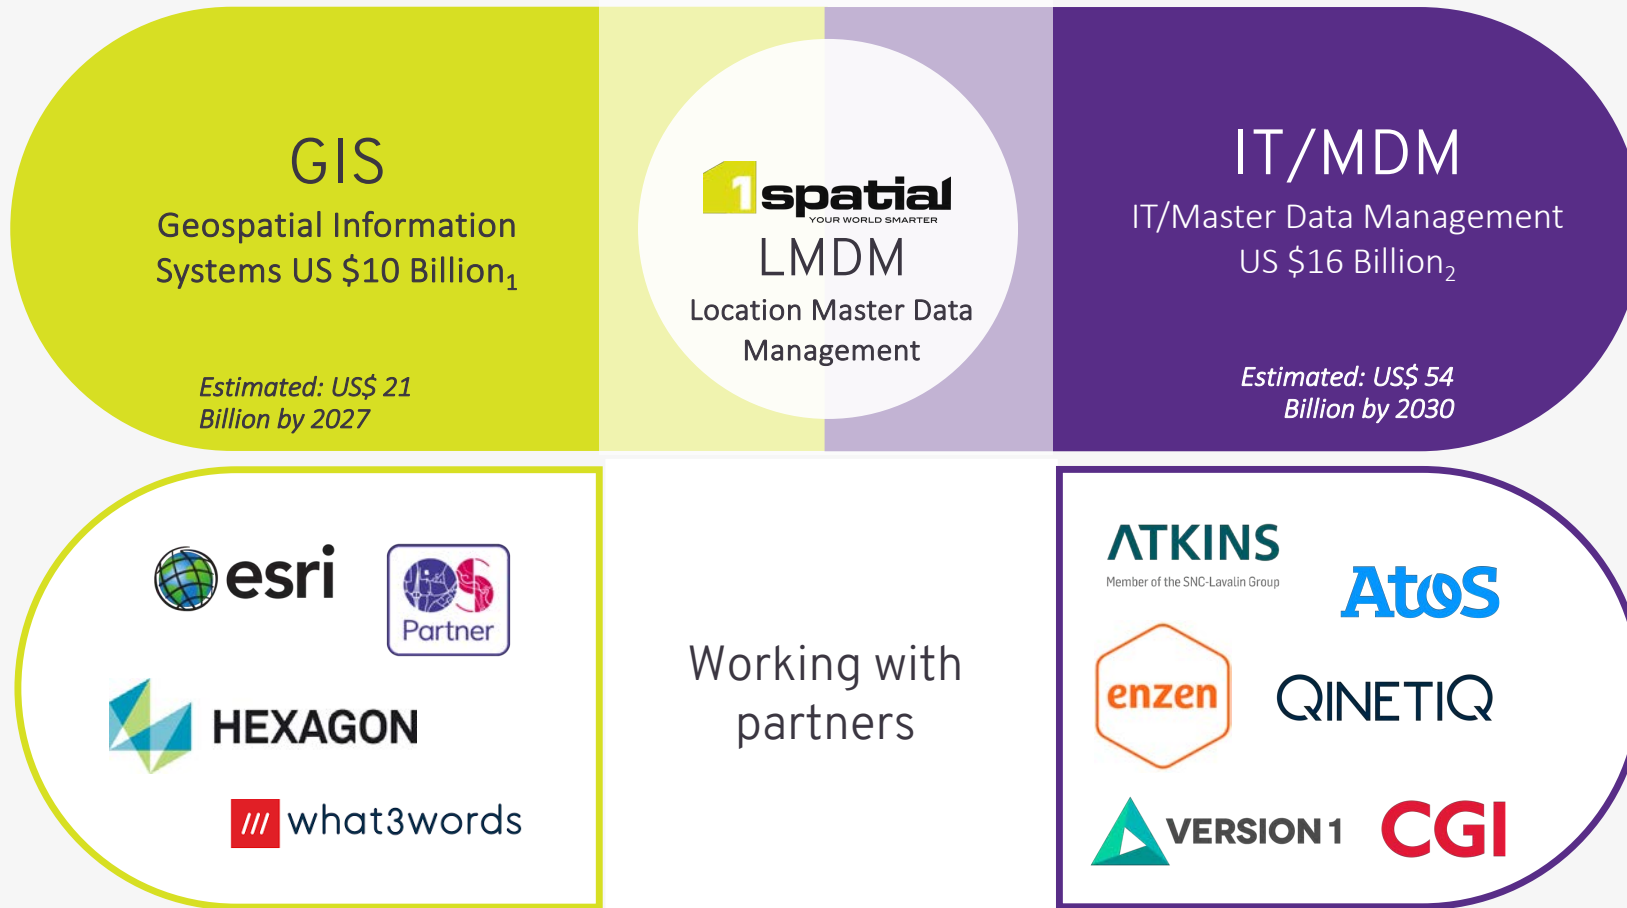 GIS
Geospatial Information
Systems US $10 Billion1
Estimated: US$ 21
Billion by 2027
1spatial
YOUR WORLD SMARTER
LMDM
Location Master Data
Management
IT/MDM
IT/Master Data Management
US $16 Billion2
Estimated: US$ 54
Billion by 2030
esri
OS
Partner
HEXAGON
what3words
Working with
partners
ATKINS
Member of the SNC-Lavalin Group
Atos
enzen
QINETIQ
VERSION 1
CGI